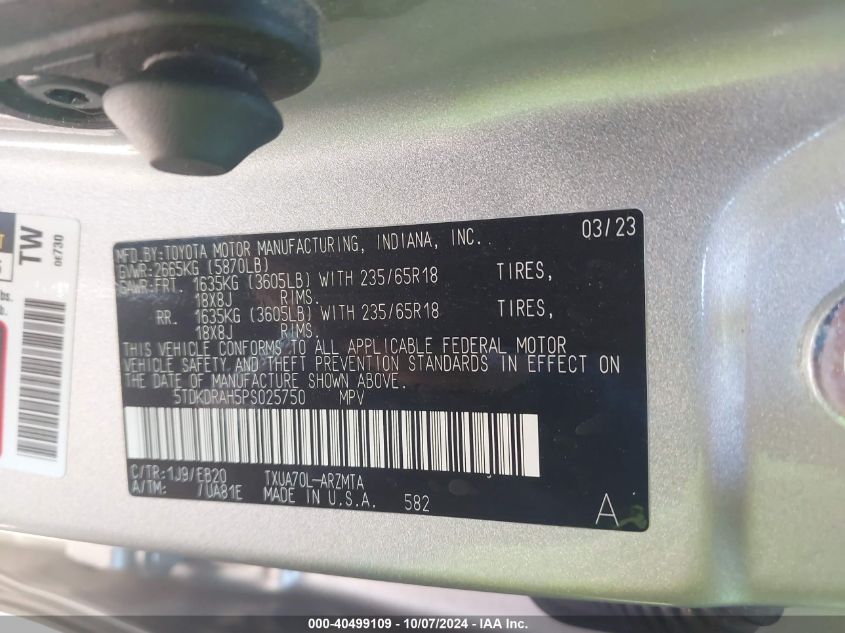 MFD.BY:TOYOTA MOTOR MANUFACTURING, INDIANA, INC. 03/23
GVWR:2665KG (5870LB)
GAWR:FRT. 1635KG (3605LB) WITH 235/65R18 TIRES,
18X8J RIMS.
RR. 1635KG (3605LB) WITH 235/65R18 TIRES,
18X8J RIMS.
THIS VEHICLE CONFORMS TO ALL APPLICABLE FEDERAL MOTOR
VEHICLE SAFETY AND THEFT PREVENTION STANDARDS IN EFFECT ON
THE DATE OF MANUFACTURE SHOWN ABOVE.
5TDKDRAH5PS025750 MPV
C/TR:1J9/EB20 TXUA70L-ARZMTA
A/TM: /UA81E MADE IN U.S.A. 582
A
TW
0E730
lbs.
000-40499109 - 10/07/2024 - IAA Inc.